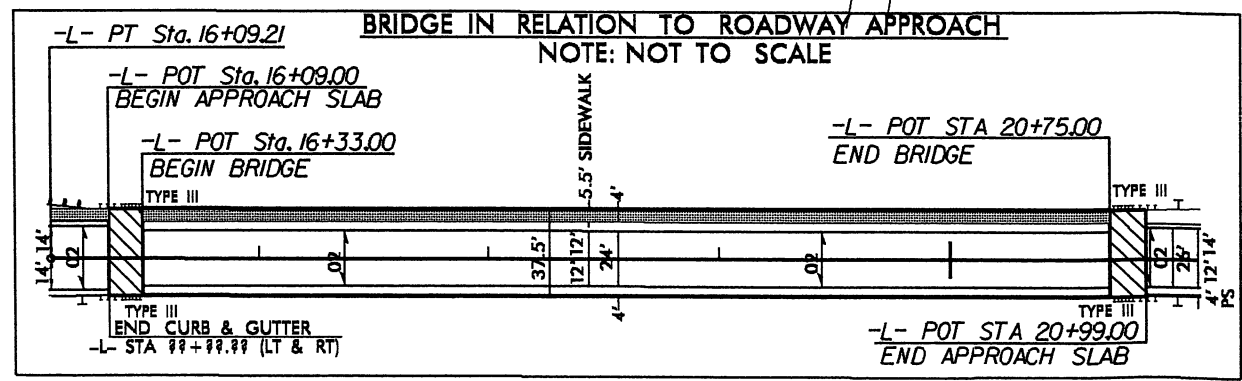 BRIDGE IN RELATION TO ROADWAY APPROACH
NOTE: NOT TO SCALE
-L- PT Sta. 16+09.21
-L- POT Sta. 16+09.00
BEGIN APPROACH SLAB
-L- POT Sta. 16+33.00
BEGIN BRIDGE
-L- POT STA 20+75.00
END BRIDGE
5.5' SIDEWALK
4'
TYPE III
TYPE III
14' 14'
02
02
37.5'
12' 12'
24'
02
02
26'
12' 14'
4'
PS
4'
TYPE III
TYPE III
END CURB & GUTTER
-L- STA ??+??.?? (LT & RT)
-L- POT STA 20+99.00
END APPROACH SLAB